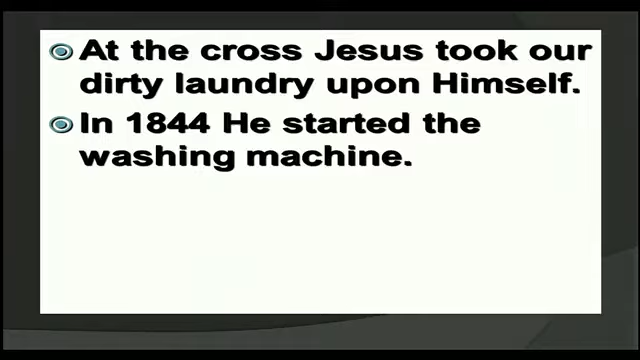 At the cross Jesus took our
dirty laundry upon Himself.
In 1844 He started the
washing machine.